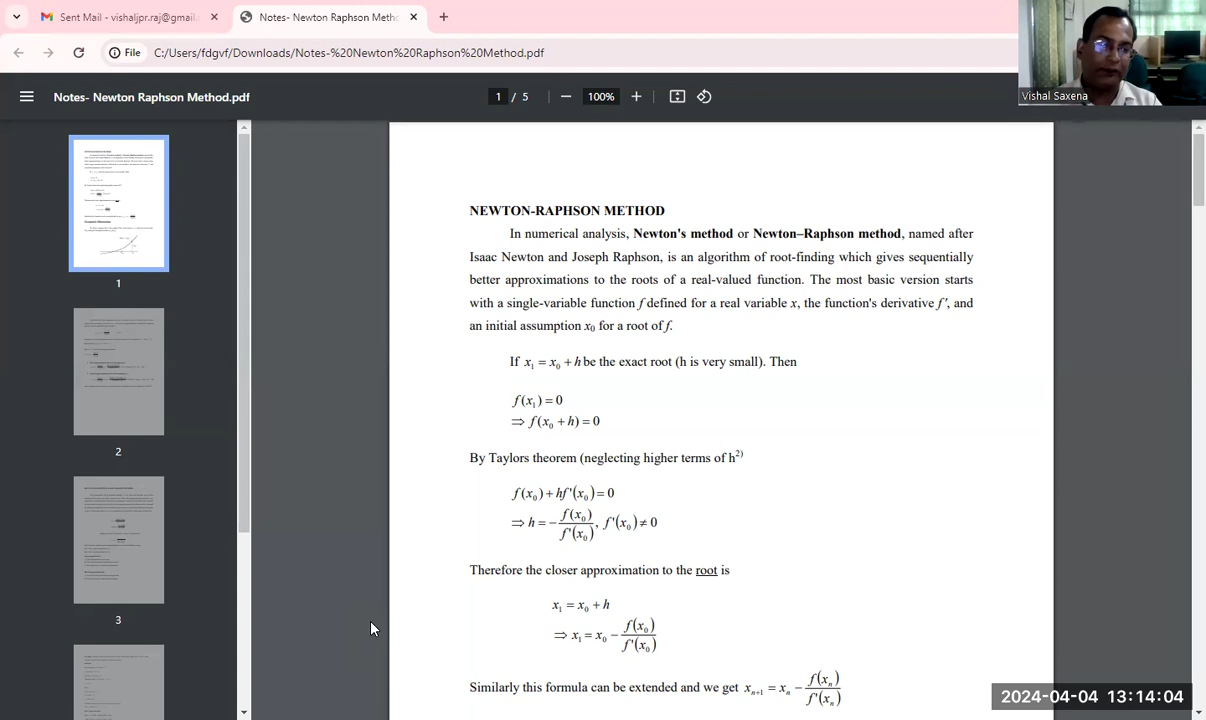 Sent Mail - vishaljpr.raj@gmail.
Notes- Newton Raphson Metho
File
C:/Users/fdgvf/Downloads/Notes-%20Newton%20Raphson%20Method.pdf
Vishal Saxena
Notes- Newton Raphson Method.pdf
1 / 5
100%
1
2
3
NEWTON-RAPHSON METHOD
In numerical analysis, Newton's method or Newton–Raphson method, named after
Isaac Newton and Joseph Raphson, is an algorithm of root-finding which gives sequentially
better approximations to the roots of a real-valued function. The most basic version starts
with a single-variable function f defined for a real variable x, the function's derivative f', and
an initial assumption x₀ for a root of f.
If x₁ = x₀ + h be the exact root (h is very small). Then
f(x₁) = 0
⇒ f(x₀ + h) = 0
By Taylors theorem (neglecting higher terms of h²⁾
f(x₀) + hf'(x₀) = 0
⇒ h = − f(x₀) / f'(x₀), f'(x₀) ≠ 0
Therefore the closer approximation to the root is
x₁ = x₀ + h
⇒ x₁ = x₀ − f(x₀) / f'(x₀)
Similarly this formula can be extended and we get xₙ₊₁ = xₙ − f(xₙ) / f'(xₙ)
2024-04-04 13:14:04